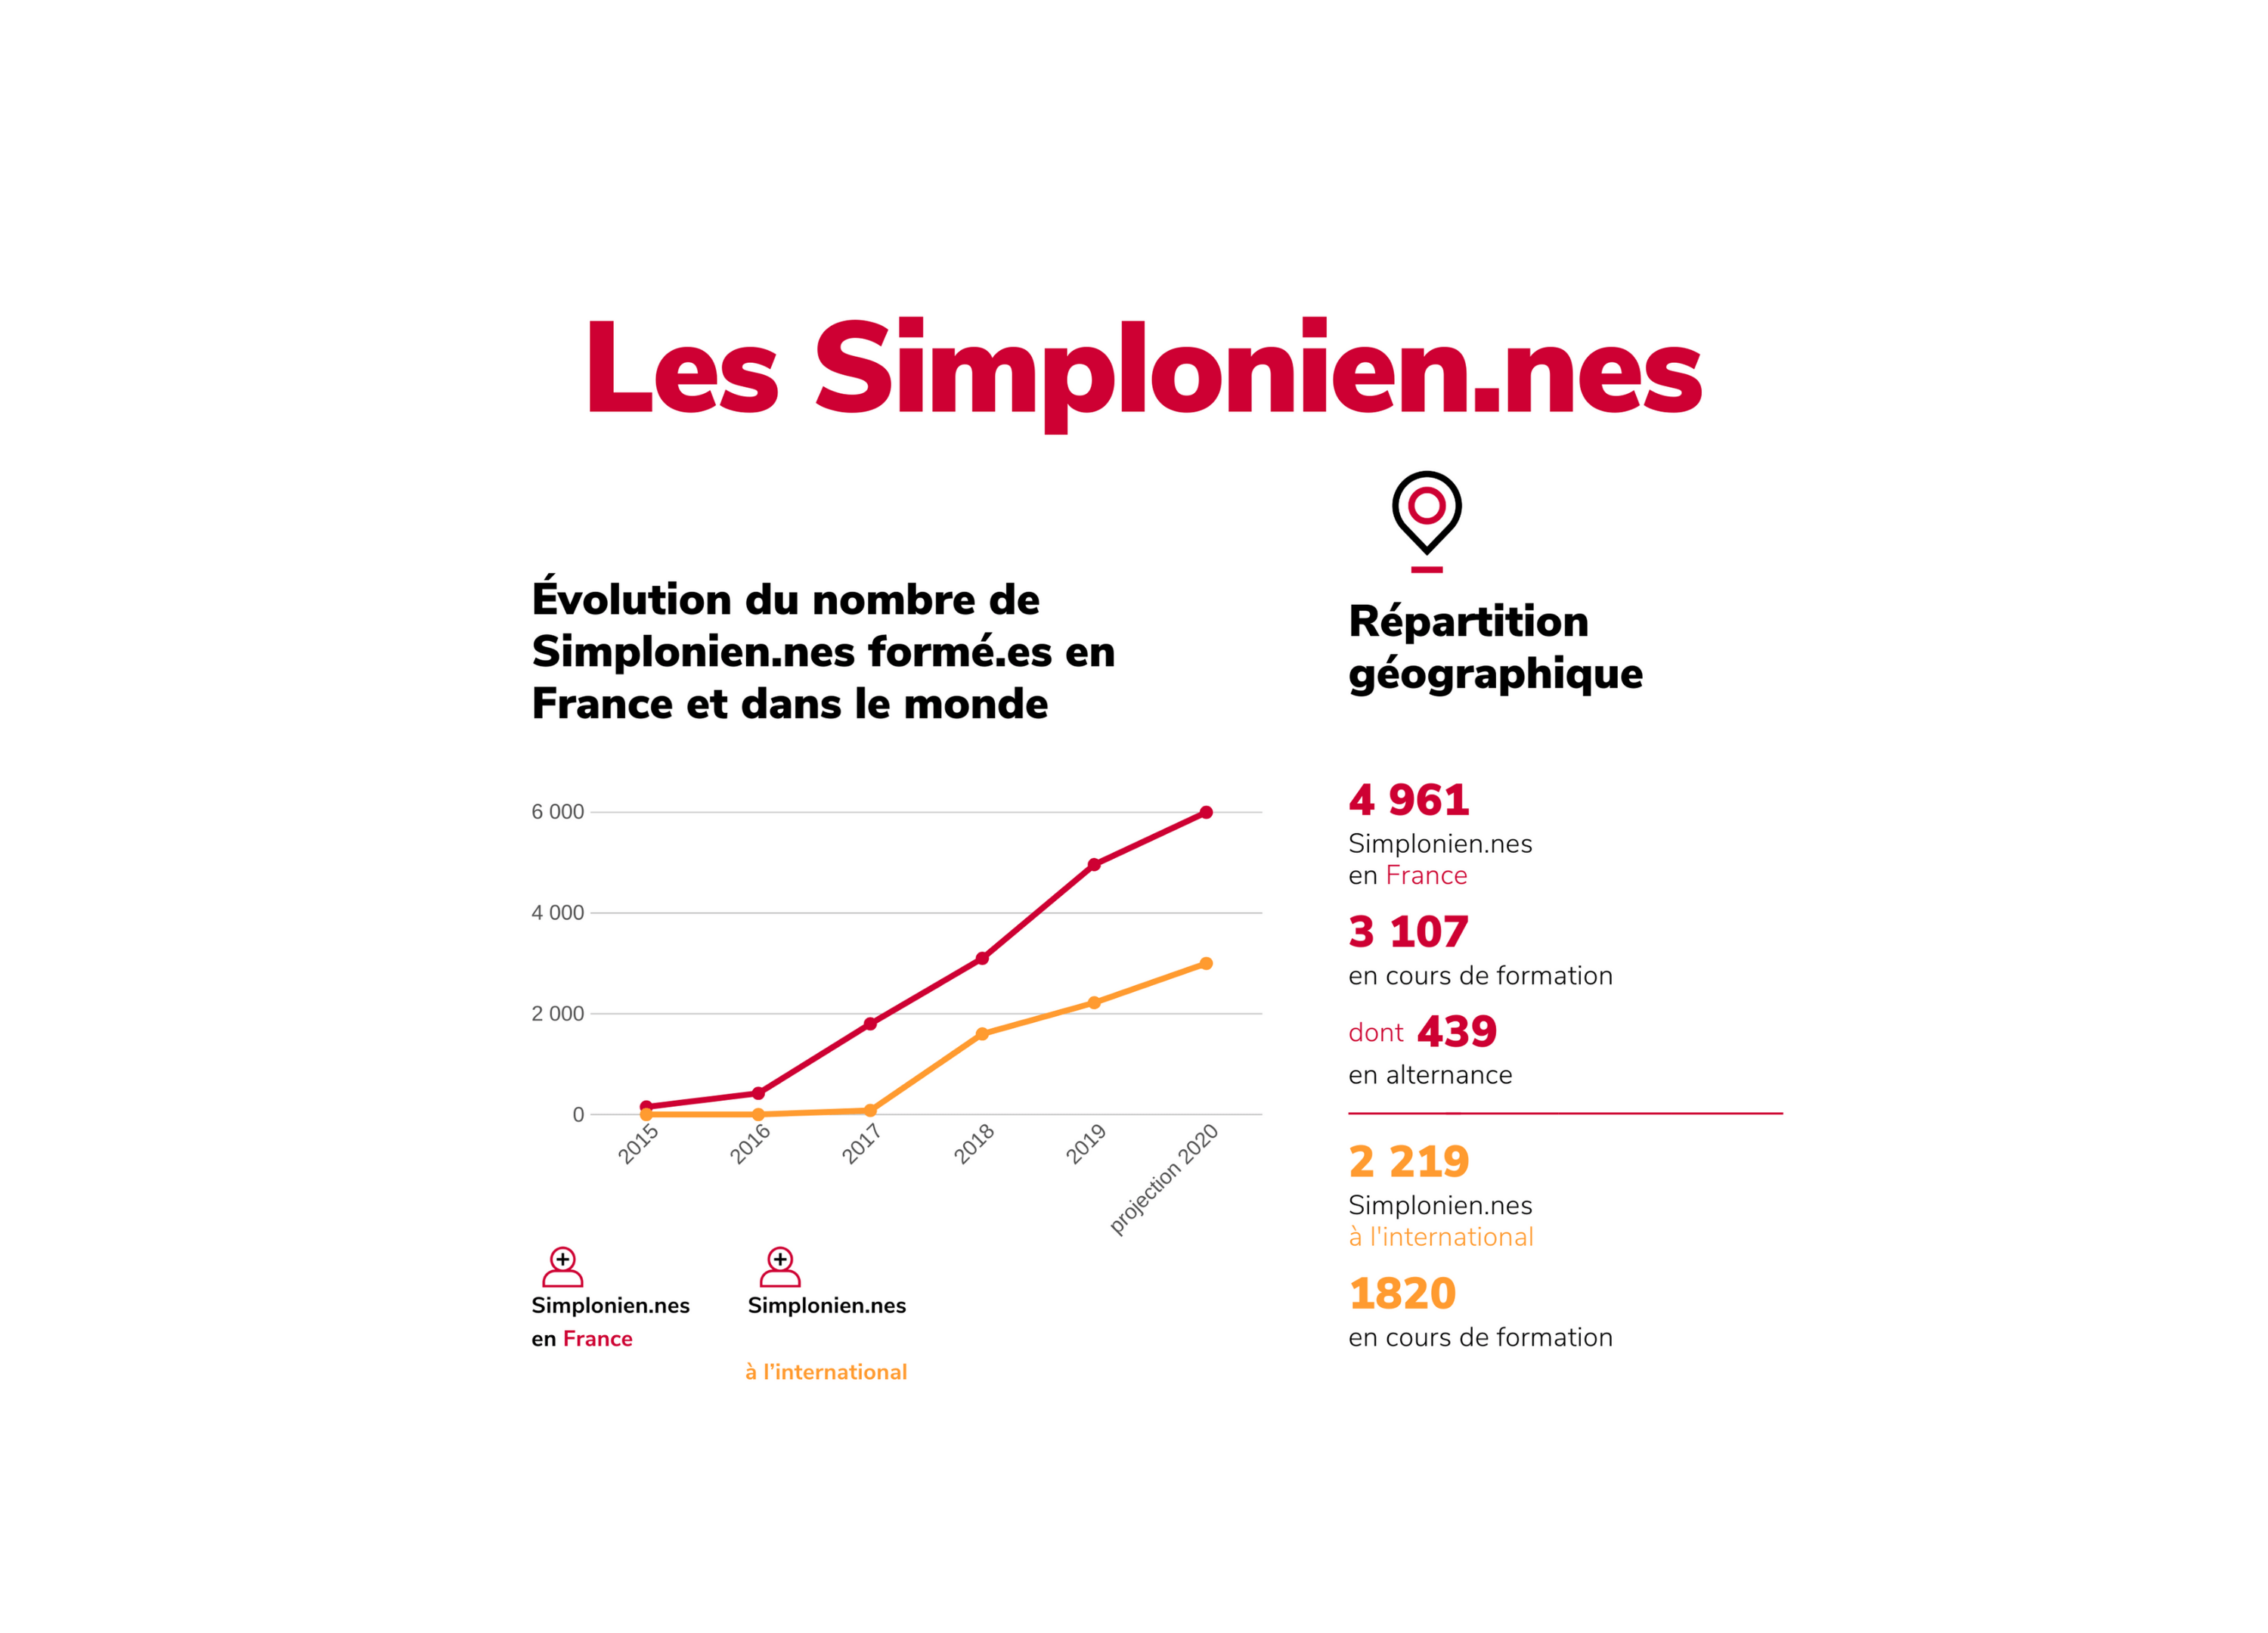 Les Simplonien.nes
Évolution du nombre de
Simplonien.nes formé.es en
France et dans le monde
6 000
4 000
2 000
0
2015
2016
2017
2018
2019
projection 2020
Simplonien.nes
en France
Simplonien.nes
à l’international
Répartition
géographique
4 961
Simplonien.nes
en France
3 107
en cours de formation
dont 439
en alternance
2 219
Simplonien.nes
à l'international
1820
en cours de formation